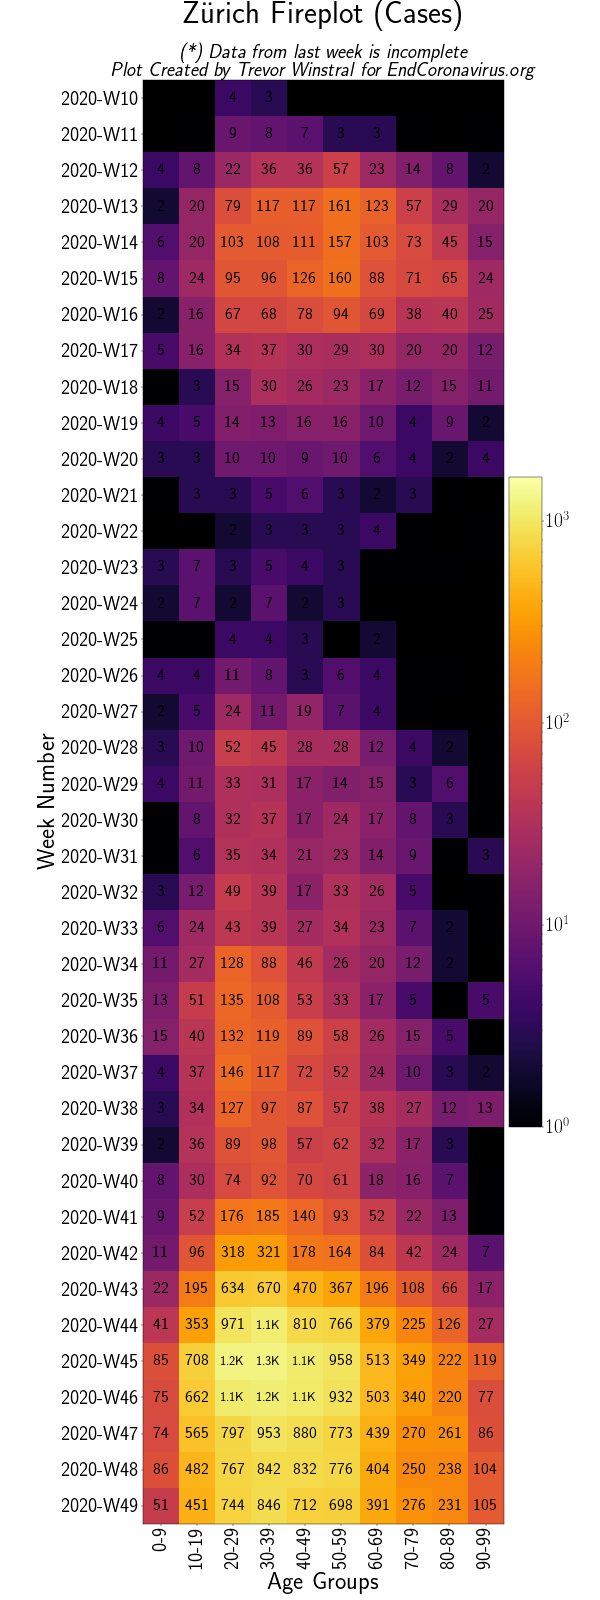 Zürich Fireplot (Cases)
(*) Data from last week is incomplete
Plot Created by Trevor Winstral for EndCoronavirus.org
2020-W10 4 3
2020-W11 9 8 7 3 3
2020-W12 4 8 22 36 36 57 23 14 8 2
2020-W13 2 20 79 117 117 161 123 57 29 20
2020-W14 6 20 103 108 111 157 103 73 45 15
2020-W15 8 24 95 96 126 160 88 71 65 24
2020-W16 2 16 67 68 78 94 69 38 40 25
2020-W17 5 16 34 37 30 29 30 20 20 12
2020-W18 3 15 30 26 23 17 12 15 11
2020-W19 4 5 14 13 16 16 10 4 9 2
2020-W20 3 3 10 10 9 10 6 4 2 4
2020-W21 3 3 5 6 3 2 3
2020-W22 2 3 3 3 4
2020-W23 3 7 3 5 4 3
2020-W24 2 7 2 7 2 3
2020-W25 4 4 3 2
2020-W26 4 4 11 8 3 6 4
2020-W27 2 5 24 11 19 7 4
2020-W28 3 10 52 45 28 28 12 4 2
2020-W29 4 11 33 31 17 14 15 3 6
2020-W30 8 32 37 17 24 17 8 3
2020-W31 6 35 34 21 23 14 9 3
2020-W32 3 12 49 39 17 33 26 5
2020-W33 6 24 43 39 27 34 23 7 2
2020-W34 11 27 128 88 46 26 20 12 2
2020-W35 13 51 135 108 53 33 17 5 5
2020-W36 15 40 132 119 89 58 26 15 5
2020-W37 4 37 146 117 72 52 24 10 3 2
2020-W38 3 34 127 97 87 57 38 27 12 13
2020-W39 2 36 89 98 57 62 32 17 3
2020-W40 8 30 74 92 70 61 18 16 7
2020-W41 9 52 176 185 140 93 52 22 13
2020-W42 11 96 318 321 178 164 84 42 24 7
2020-W43 22 195 634 670 470 367 196 108 66 17
2020-W44 41 353 971 1.1K 810 766 379 225 126 27
2020-W45 85 708 1.2K 1.3K 1.1K 958 513 349 222 119
2020-W46 75 662 1.1K 1.2K 1.1K 932 503 340 220 77
2020-W47 74 565 797 953 880 773 439 270 261 86
2020-W48 86 482 767 842 832 776 404 250 238 104
2020-W49 51 451 744 846 712 698 391 276 231 105
0-9 10-19 20-29 30-39 40-49 50-59 60-69 70-79 80-89 90-99
Age Groups
Week Number
10³
10²
10¹
10⁰